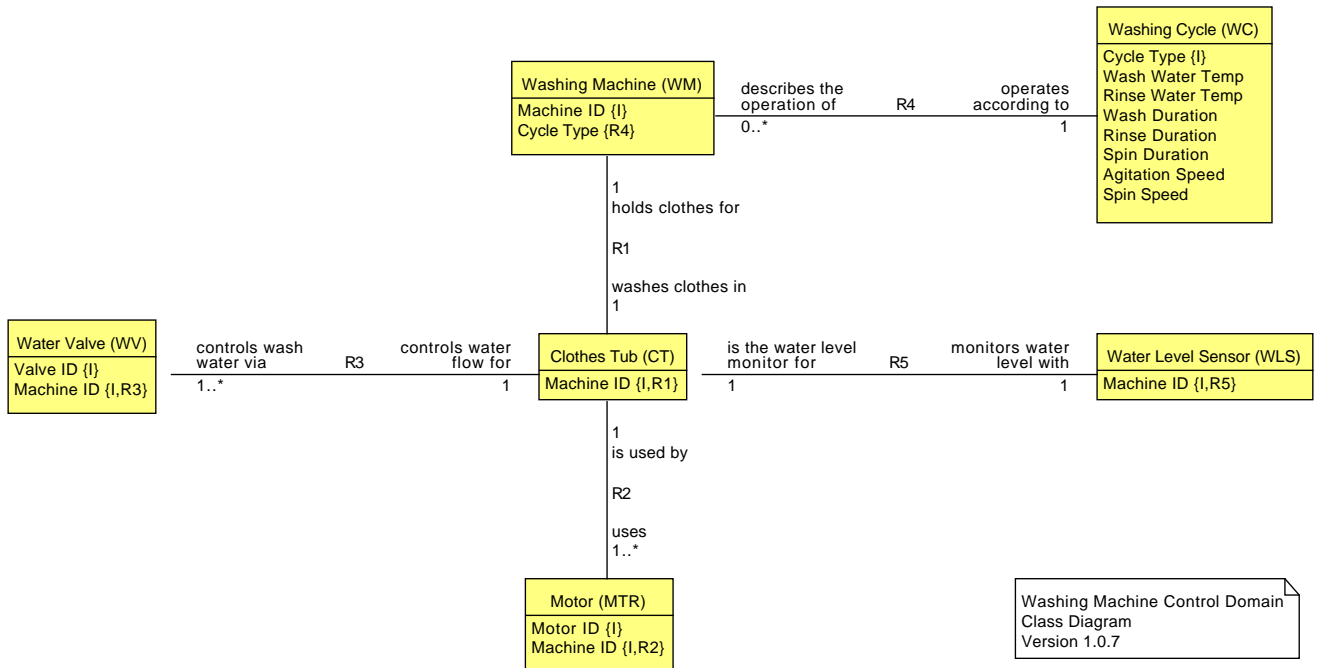 Washing Cycle (WC)
Cycle Type {I}
Wash Water Temp
Rinse Water Temp
Wash Duration
Rinse Duration
Spin Duration
Agitation Speed
Spin Speed
Washing Machine (WM)
Machine ID {I}
Cycle Type {R4}
describes the
operation of
0..*
R4
operates
according to
1
1
holds clothes for
R1
washes clothes in
1
Water Valve (WV)
Valve ID {I}
Machine ID {I,R3}
controls wash
water via
1..*
R3
controls water
flow for
1
Clothes Tub (CT)
Machine ID {I,R1}
is the water level
monitor for
1
R5
monitors water
level with
1
Water Level Sensor (WLS)
Machine ID {I,R5}
1
is used by
R2
uses
1..*
Motor (MTR)
Motor ID {I}
Machine ID {I,R2}
Washing Machine Control Domain
Class Diagram
Version 1.0.7